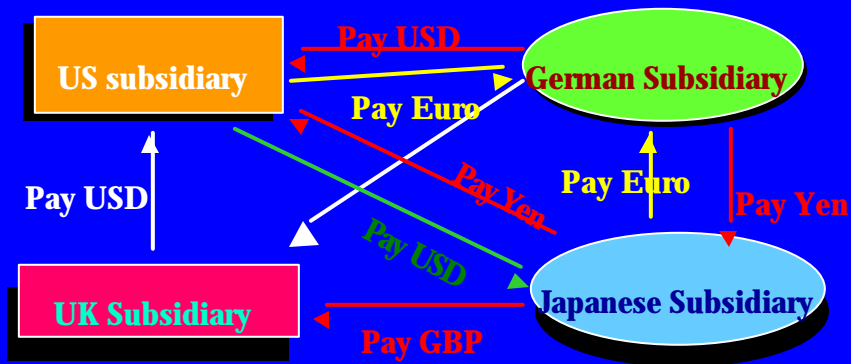 Pay USD
US subsidiary
German Subsidiary
Pay Euro
Pay Yen
Pay Euro
Pay USD
Pay Yen
Pay USD
Japanese Subsidiary
UK Subsidiary
Pay GBP